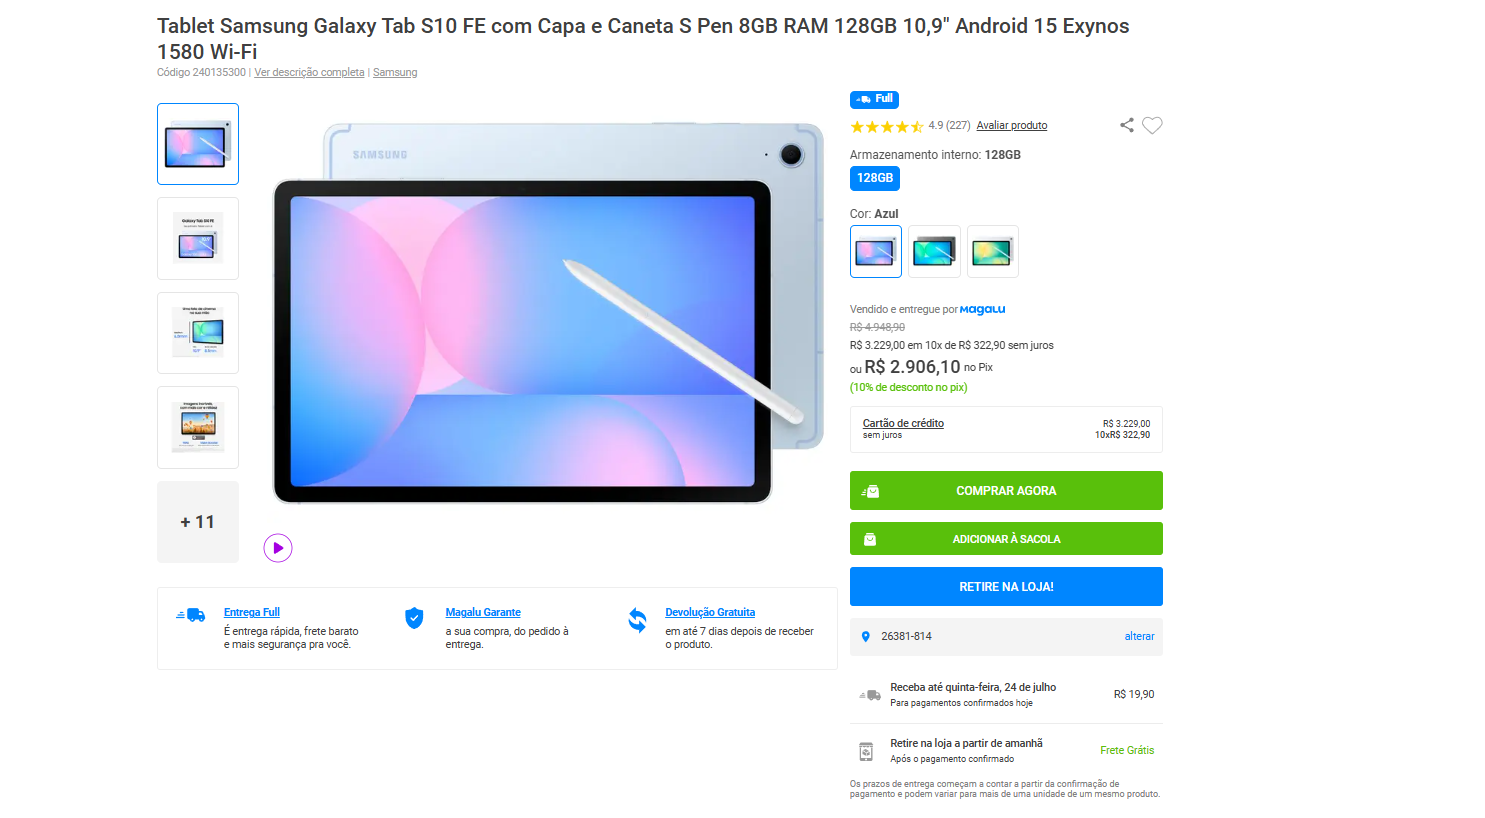 Tablet Samsung Galaxy Tab S10 FE com Capa e Caneta S Pen 8GB RAM 128GB 10,9" Android 15 Exynos
1580 Wi-Fi
Código 240135300 | Ver descrição completa | Samsung
SAMSUNG
+ 11
Entrega Full
É entrega rápida, frete barato
e mais segurança pra você.
Magalu Garante
a sua compra, do pedido à
entrega.
Devolução Gratuita
em até 7 dias depois de receber
o produto.
Full
4.9 (227) Avaliar produto
Armazenamento interno: 128GB
128GB
Cor: Azul
Vendido e entregue por Magalu
R$ 4.948,90
R$ 3.229,00 em 10x de R$ 322,90 sem juros
ou R$ 2.906,10 no Pix
(10% de desconto no pix)
Cartão de crédito R$ 3.229,00
sem juros 10xR$ 322,90
COMPRAR AGORA
ADICIONAR À SACOLA
RETIRE NA LOJA!
26381-814 alterar
Receba até quinta-feira, 24 de julho R$ 19,90
Para pagamentos confirmados hoje
Retire na loja a partir de amanhã Frete Grátis
Após o pagamento confirmado
Os prazos de entrega começam a contar a partir da confirmação de
pagamento e podem variar para mais de uma unidade de um mesmo produto.